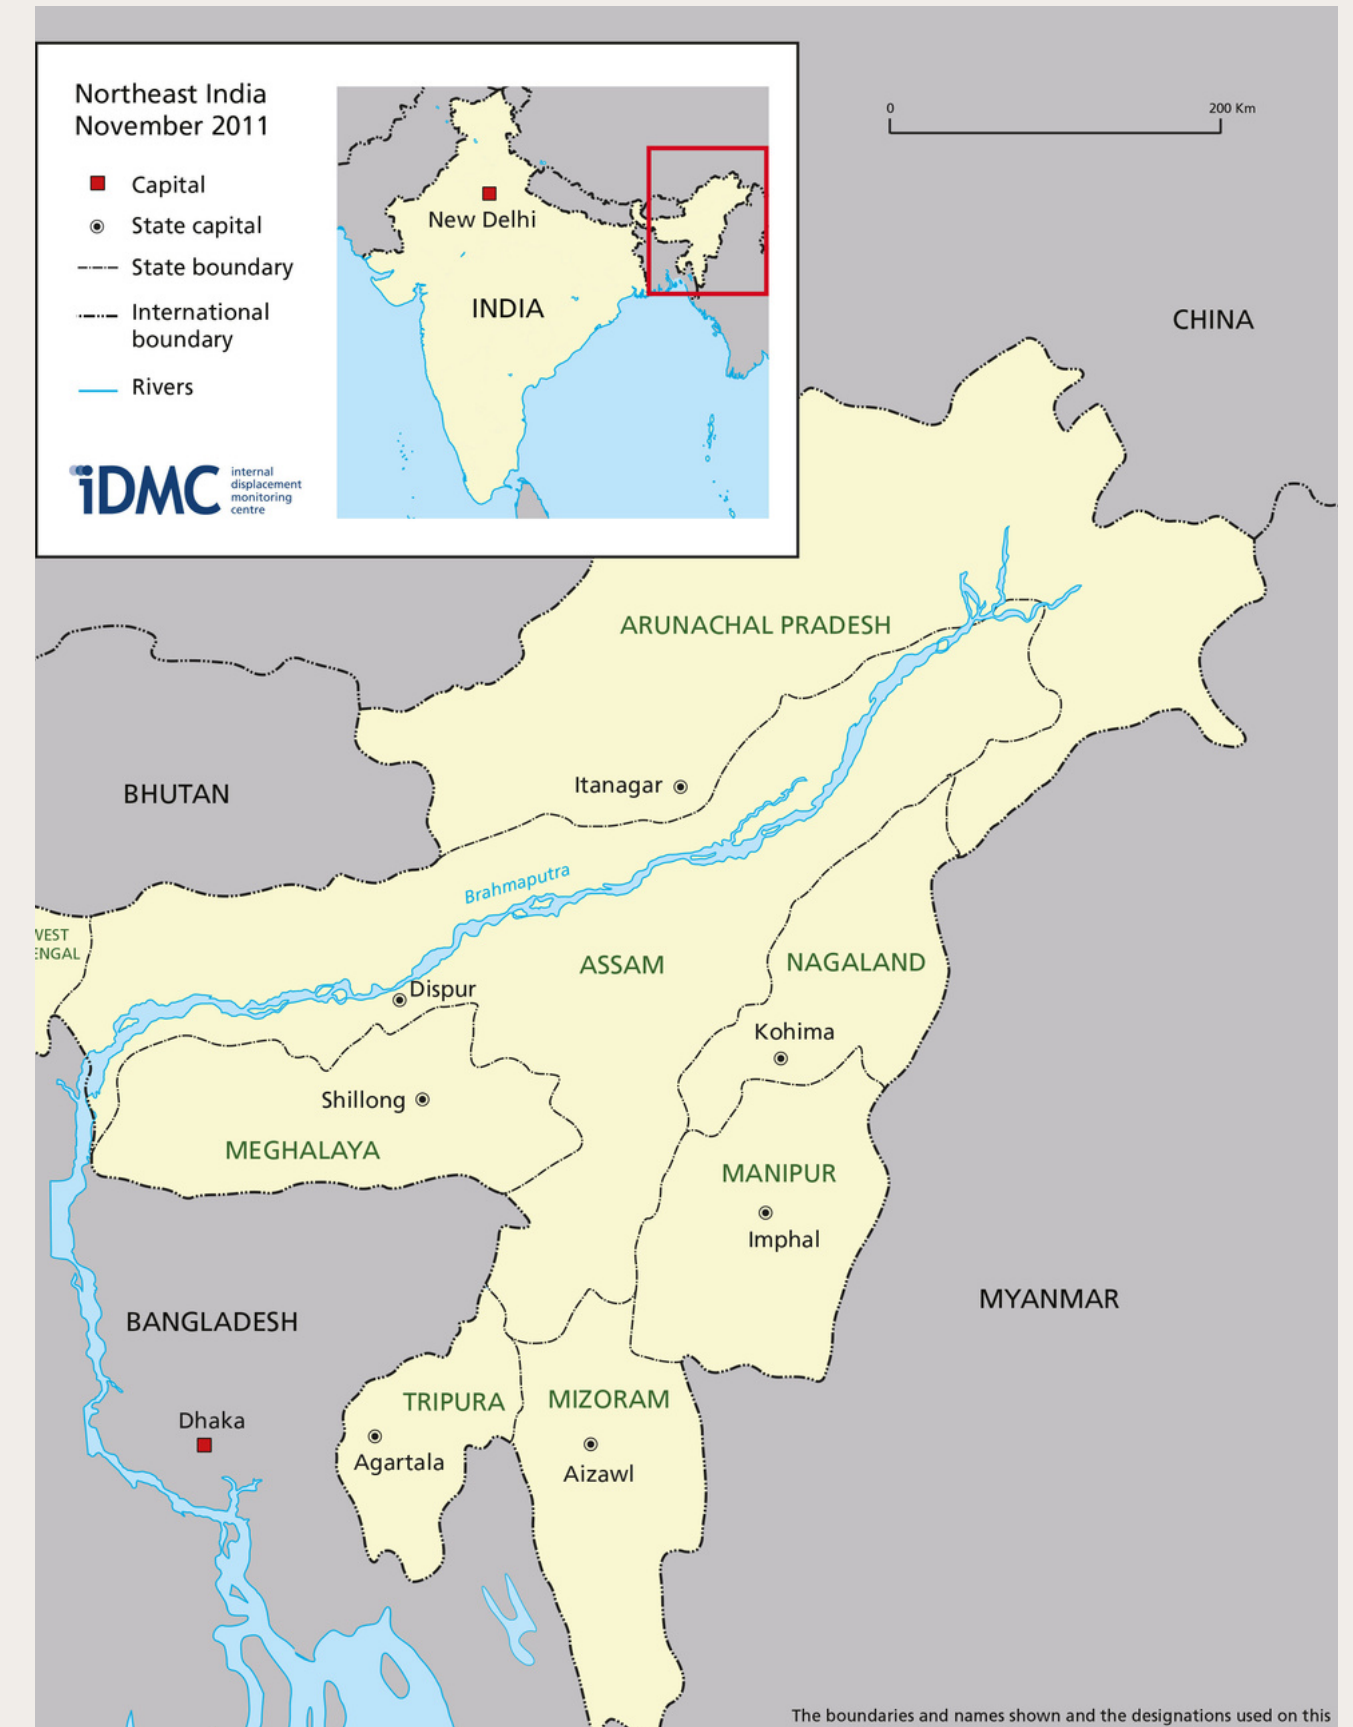 Northeast India
November 2011
Capital
State capital
State boundary
International
boundary
Rivers
iDMC
internal
displacement
monitoring
centre
New Delhi
INDIA
0 200 Km
CHINA
ARUNACHAL PRADESH
Itanagar
BHUTAN
Brahmaputra
WEST
ENGAL
ASSAM
NAGALAND
Dispur
Kohima
Shillong
MEGHALAYA
MANIPUR
Imphal
MYANMAR
BANGLADESH
TRIPURA
MIZORAM
Dhaka
Agartala
Aizawl
The boundaries and names shown and the designations used on this